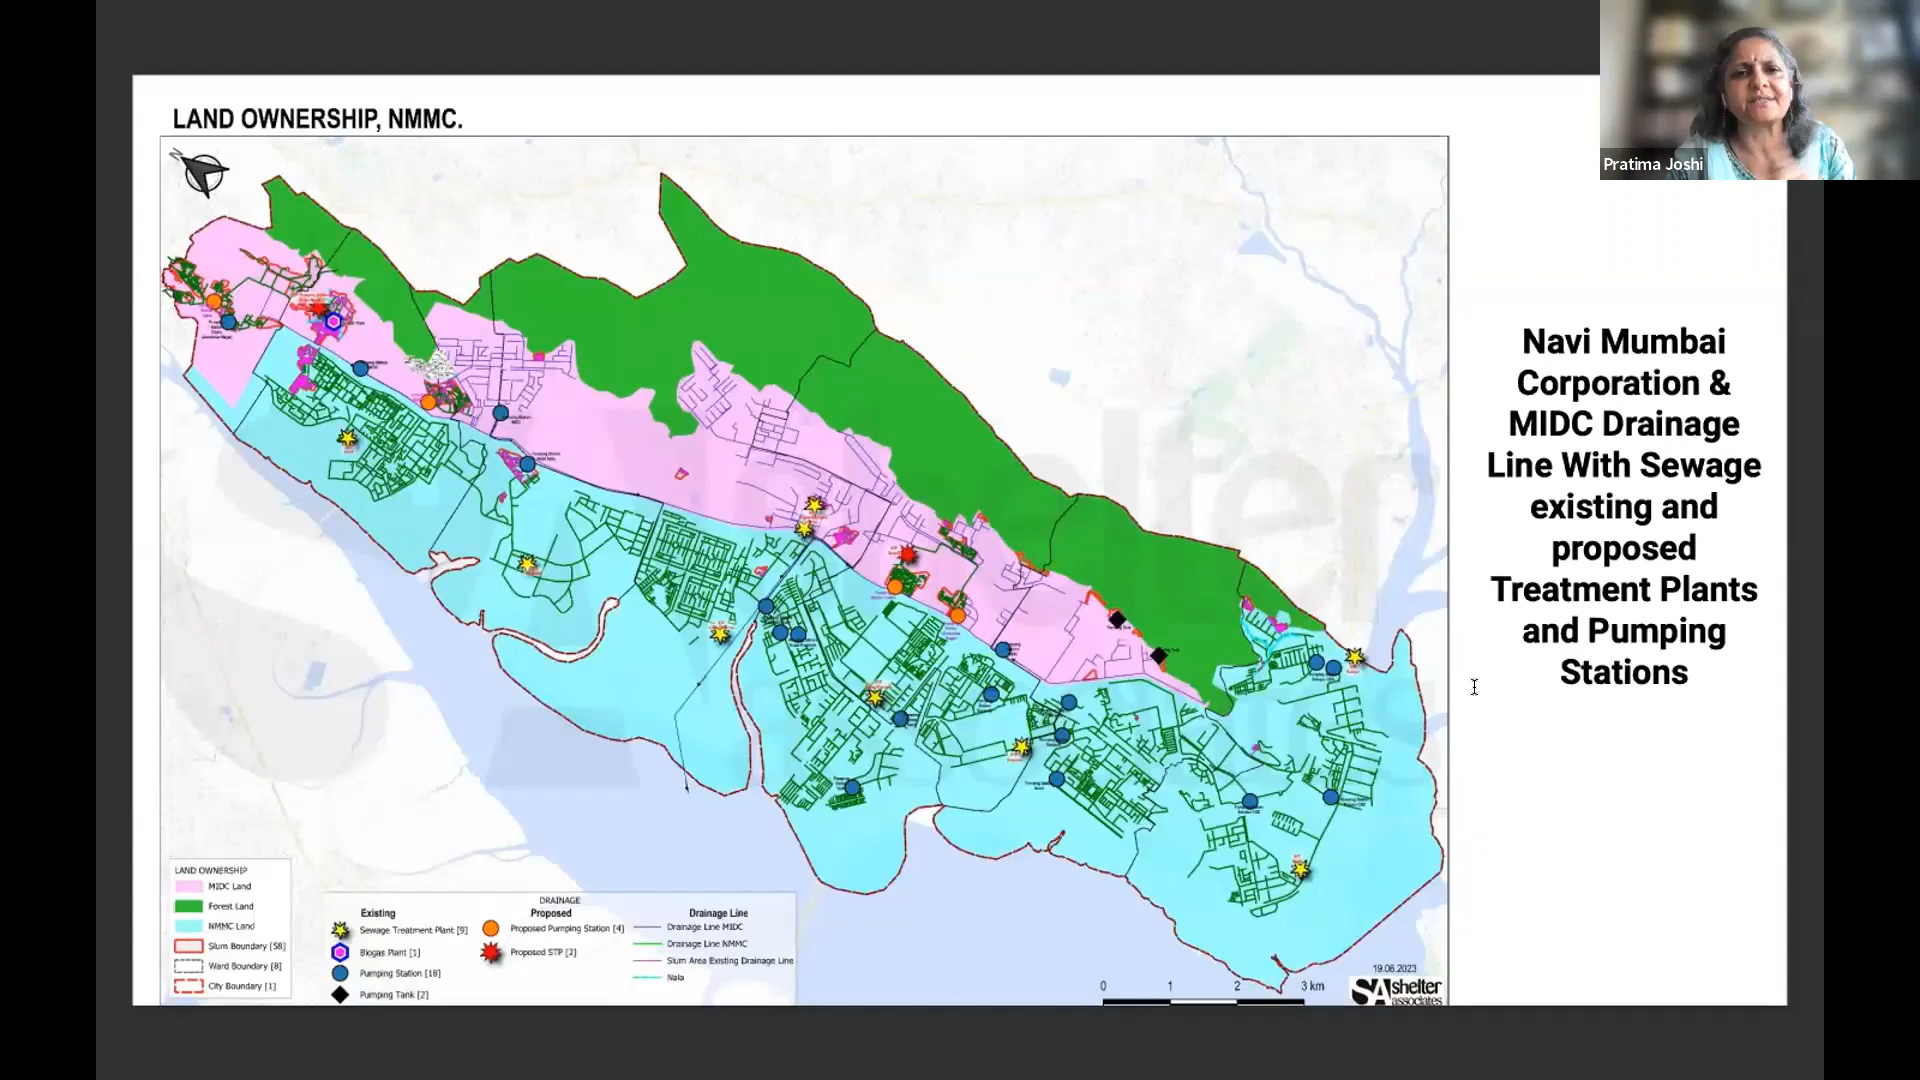 LAND OWNERSHIP, NMMC.
Pratima Joshi
Navi Mumbai
Corporation &
MIDC Drainage
Line With Sewage
existing and
proposed
Treatment Plants
and Pumping
Stations
LAND OWNERSHIP
MIDC Land
Forest Land
NMMC Land
Slum Boundary [58]
Ward Boundary [8]
City Boundary [1]
DRAINAGE
Existing
Sewage Treatment Plant [9]
Biogas Plant [1]
Pumping Station [18]
Pumping Tank [2]
Proposed
Proposed Pumping Station [4]
Proposed STP [2]
Drainage Line
Drainage Line MIDC
Drainage Line NMMC
Slum Area Existing Drainage Line
Nala
0 1 2 3 km
19.06.2023
SA shelter
associates